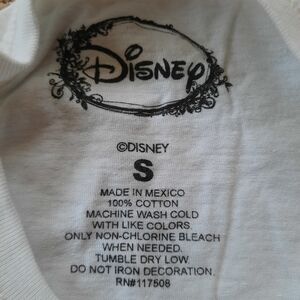 Disney
©DISNEY
S
MADE IN MEXICO
100% COTTON
MACHINE WASH COLD
WITH LIKE COLORS.
ONLY NON-CHLORINE BLEACH
WHEN NEEDED.
TUMBLE DRY LOW
DO NOT IRON DECORATION.
RN#117508